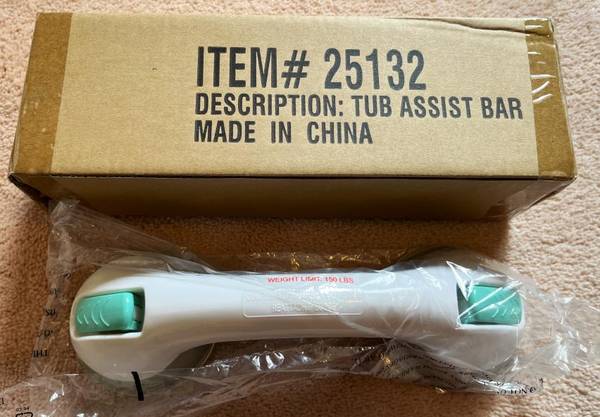 ITEM# 25132
DESCRIPTION: TUB ASSIST BAR
MADE IN CHINA
WEIGHT LIMIT: 150 LBS